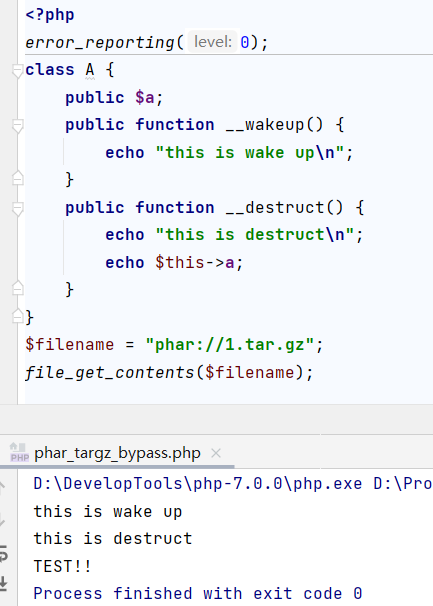 <?php
error_reporting( level: 0);
class A {
    public $a;
    public function __wakeup() {
        echo "this is wake up\n";
    }
    public function __destruct() {
        echo "this is destruct\n";
        echo $this->a;
    }
}
$filename = "phar://1.tar.gz";
file_get_contents($filename);
PHP phar_targz_bypass.php ×
D:\DevelopTools\php-7.0.0\php.exe D:\Pro
this is wake up
this is destruct
TEST!!
Process finished with exit code 0